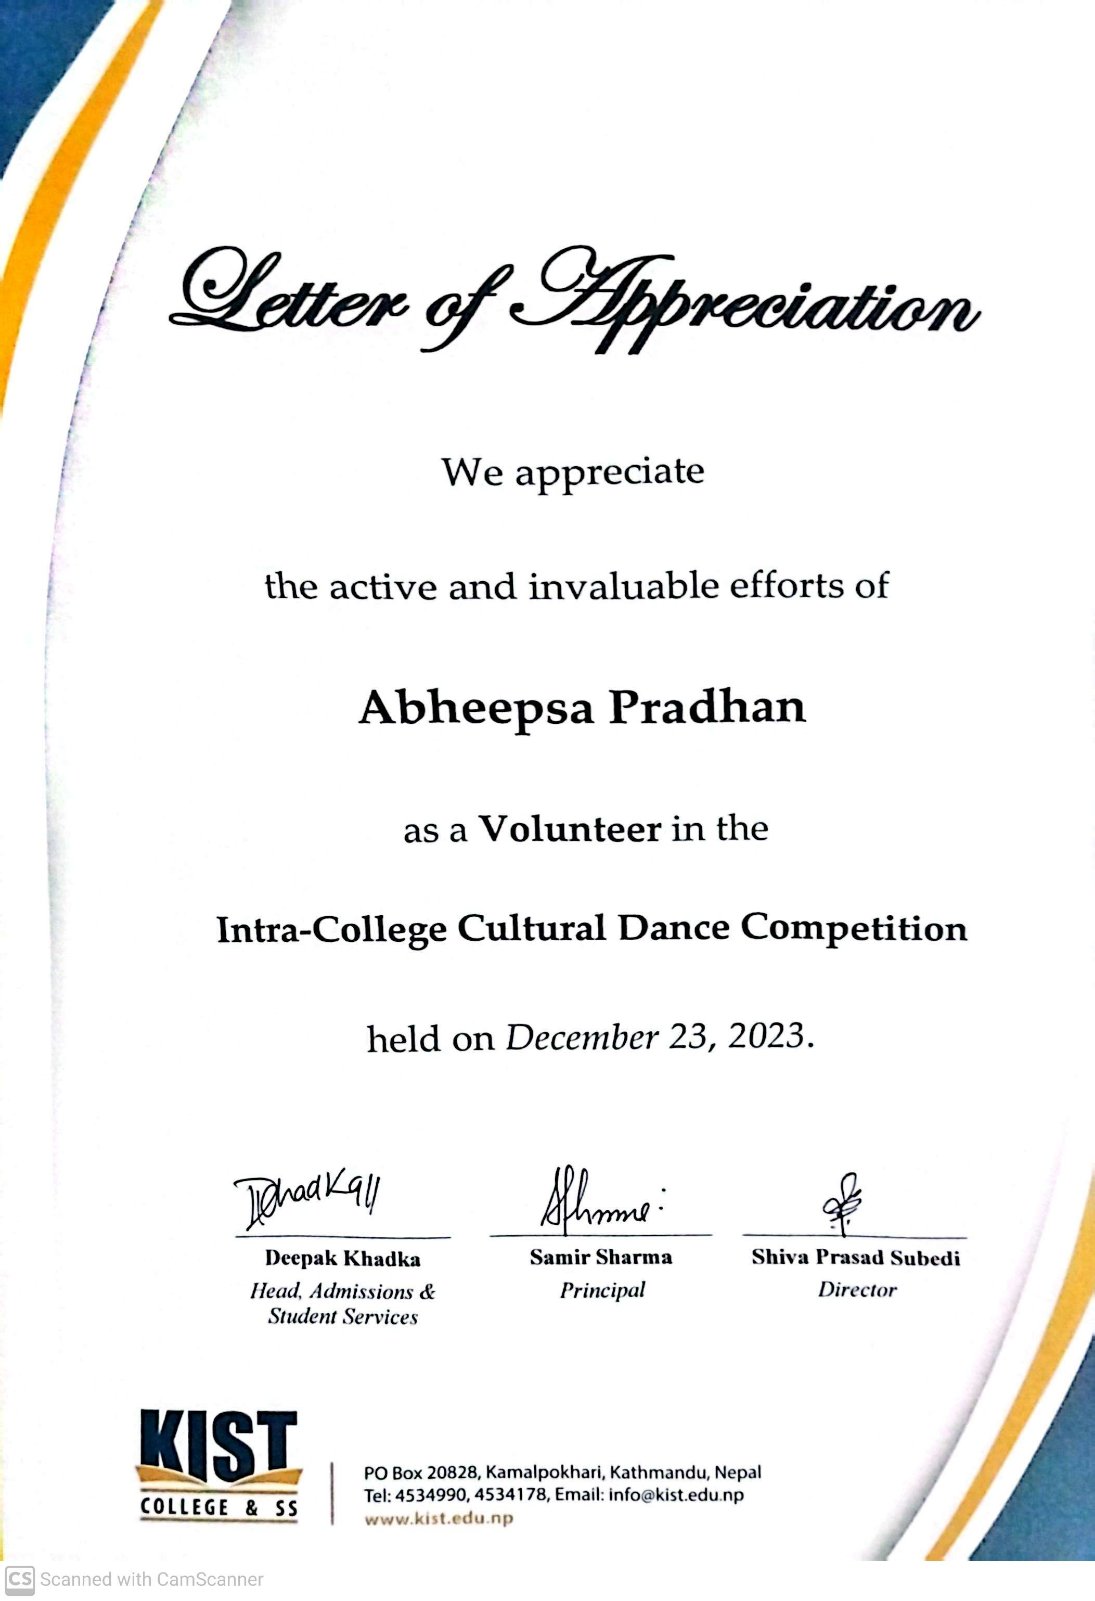 Letter of Appreciation
We appreciate
the active and invaluable efforts of
Abheepsa Pradhan
as a Volunteer in the
Intra-College Cultural Dance Competition
held on December 23, 2023.
Deepak Khadka
Head, Admissions &
Student Services
Samir Sharma
Principal
Shiva Prasad Subedi
Director
KIST
COLLEGE & SS
PO Box 20828, Kamalpokhari, Kathmandu, Nepal
Tel: 4534990, 4534178, Email: info@kist.edu.np
www.kist.edu.np
CS Scanned with CamScanner